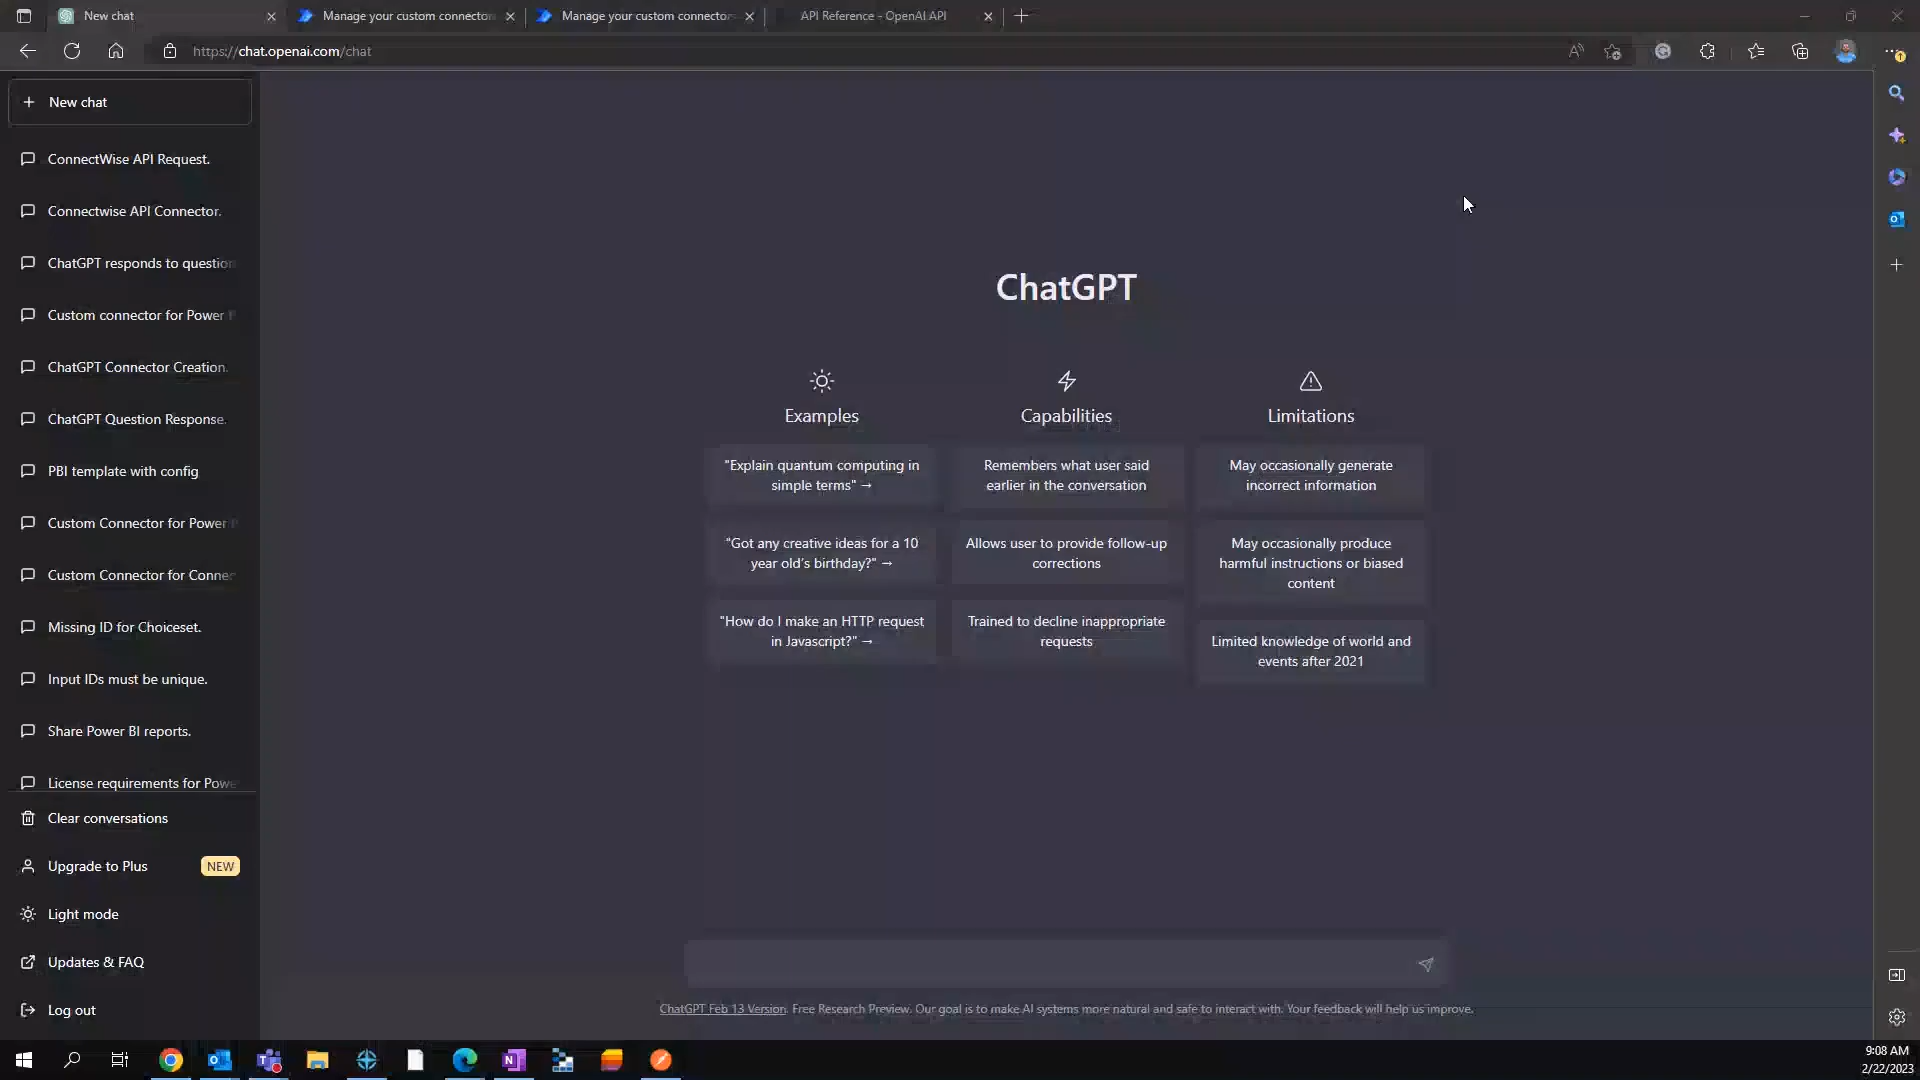 New chat
Manage your custom connector
Manage your custom connector
API Reference - OpenAI API
https://chat.openai.com/chat
New chat
ConnectWise API Request.
Connectwise API Connector.
ChatGPT responds to question
Custom connector for Power
ChatGPT Connector Creation.
ChatGPT Question Response.
PBI template with config
Custom Connector for Power
Custom Connector for Connec
Missing ID for Choiceset.
Input IDs must be unique.
Share Power BI reports.
License requirements for Powe
Clear conversations
Upgrade to Plus NEW
Light mode
Updates & FAQ
Log out
ChatGPT
Examples
"Explain quantum computing in
simple terms" →
"Got any creative ideas for a 10
year old's birthday?" →
"How do I make an HTTP request
in Javascript?" →
Capabilities
Remembers what user said
earlier in the conversation
Allows user to provide follow-up
corrections
Trained to decline inappropriate
requests
Limitations
May occasionally generate
incorrect information
May occasionally produce
harmful instructions or biased
content
Limited knowledge of world and
events after 2021
ChatGPT Feb 13 Version. Free Research Preview. Our goal is to make AI systems more natural and safe to interact with. Your feedback will help us improve.
9:08 AM
2/22/2023